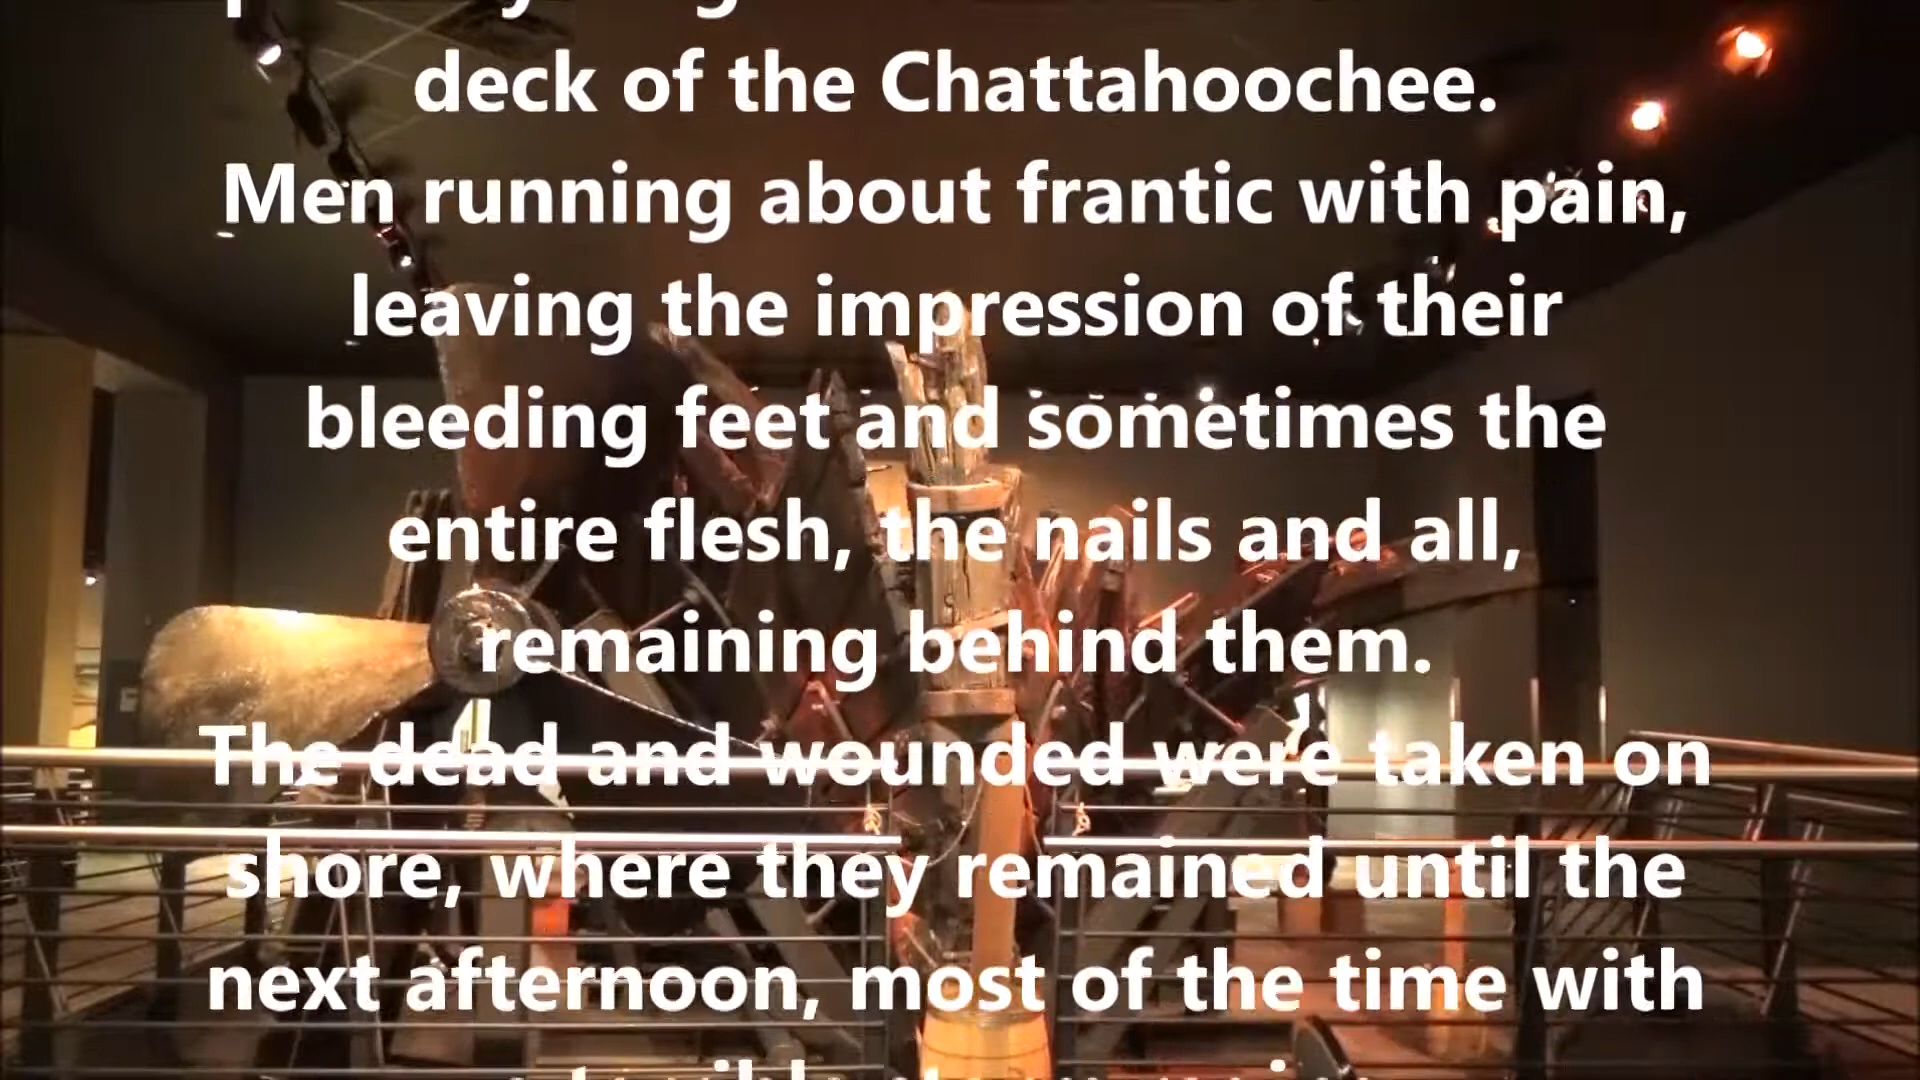 deck of the Chattahoochee.
Men running about frantic with pain,
leaving the impression of their
bleeding feet and sometimes the
entire flesh, the nails and all,
remaining behind them.
The dead and wounded were taken on
shore, where they remained until the
next afternoon, most of the time with